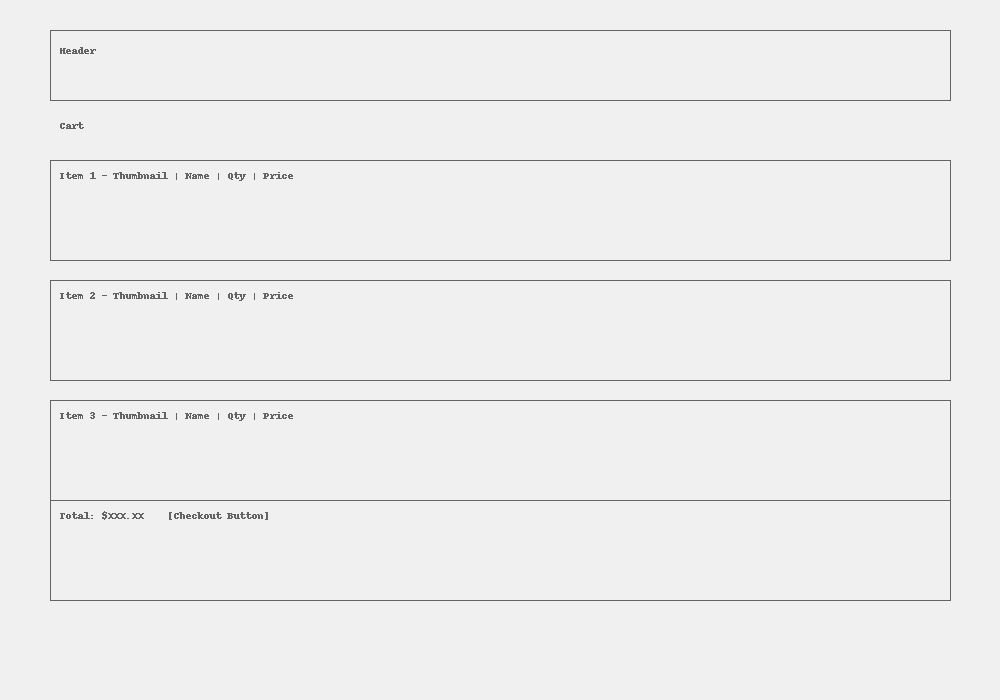 Header
Cart
Item 1 - Thumbnail | Name | Qty | Price
Item 2 - Thumbnail | Name | Qty | Price
Item 3 - Thumbnail | Name | Qty | Price
Total: $XXX.XX    [Checkout Button]